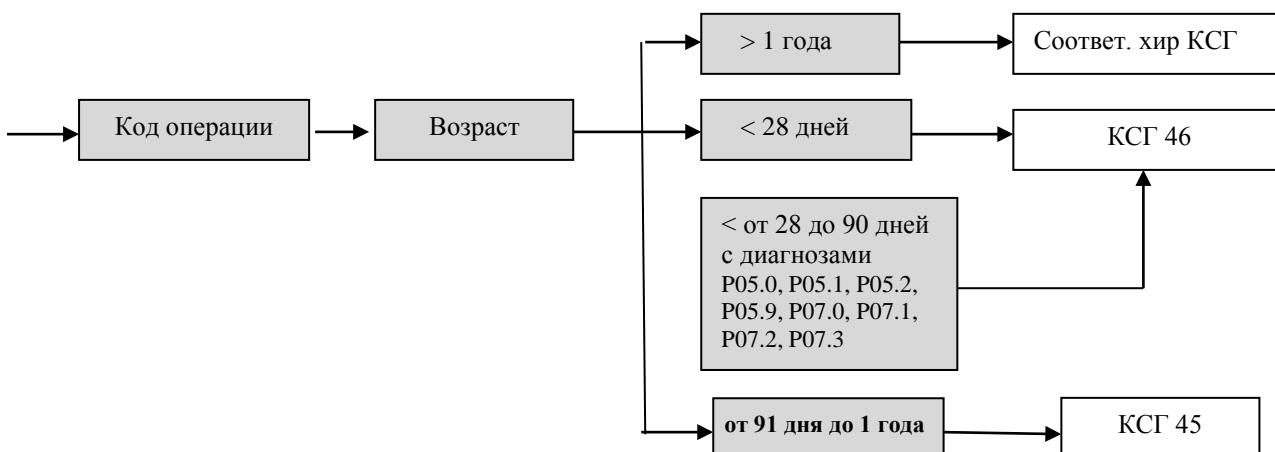 > 1 года
Соответ. хир КСГ
Код операции
Возраст
< 28 дней
КСГ 46
< от 28 до 90 дней
с диагнозами
P05.0, P05.1, P05.2,
P05.9, P07.0, P07.1,
P07.2, P07.3
от 91 дня до 1 года
КСГ 45